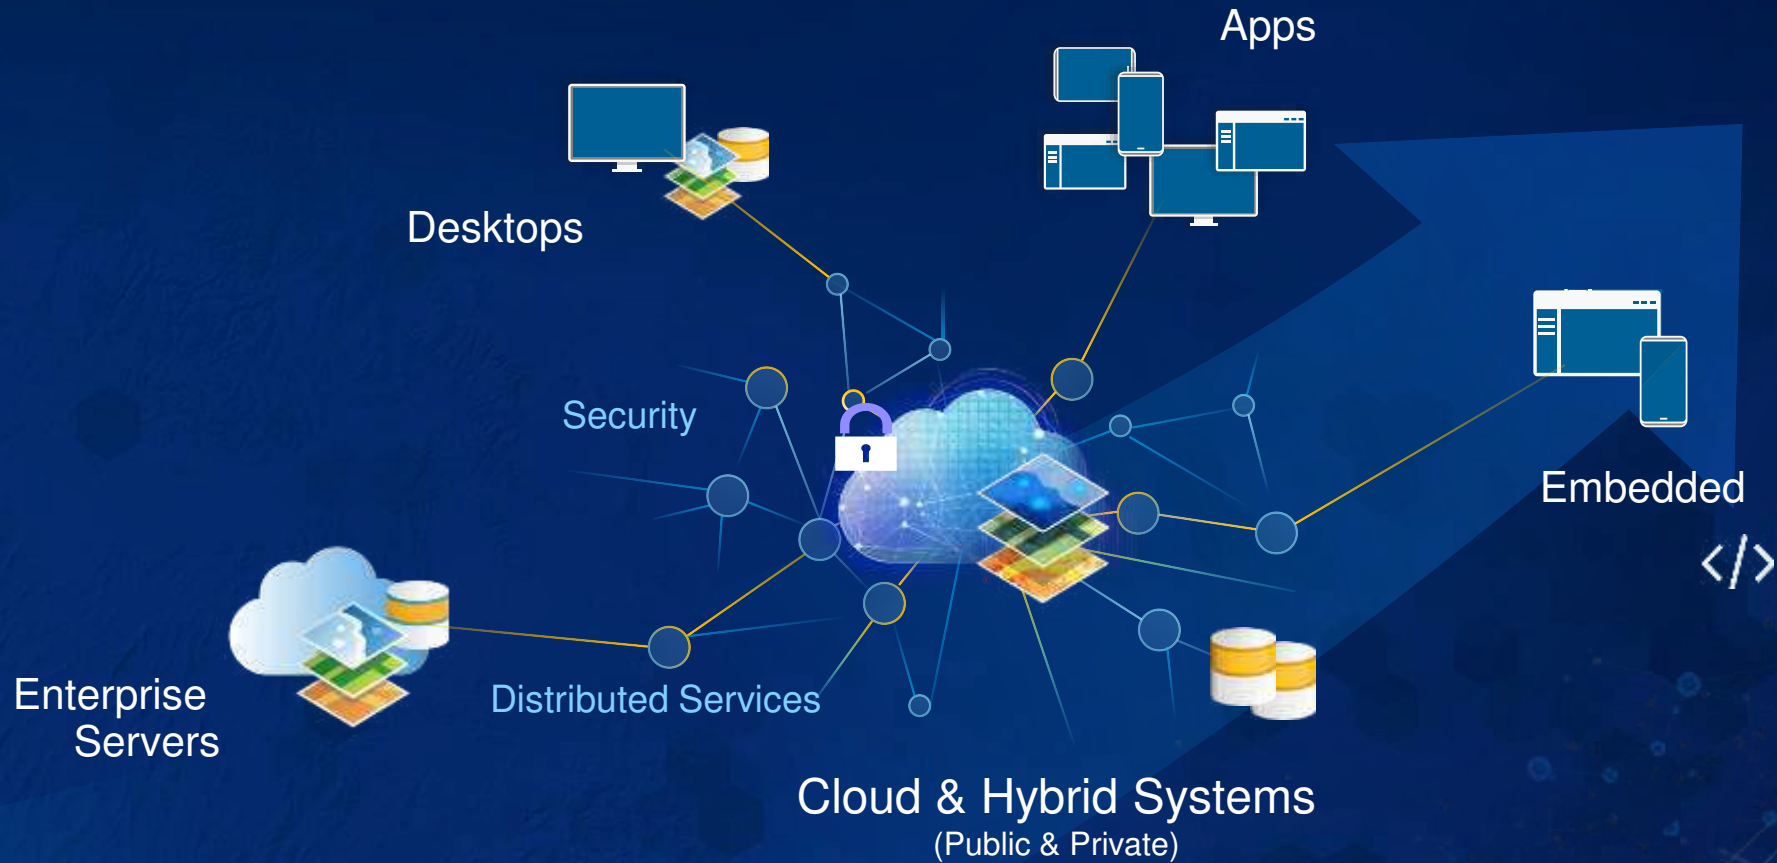 Apps
Desktops
Security
Embedded
</>
Enterprise
Servers
Distributed Services
Cloud & Hybrid Systems
(Public & Private)